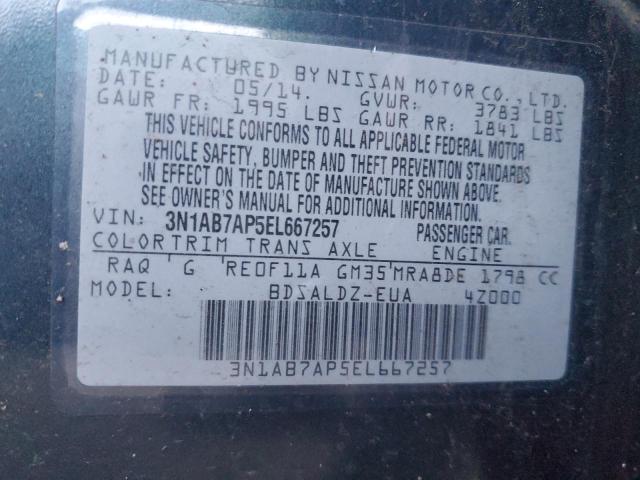 MANUFACTURED BY NISSAN MOTOR CO., LTD.
DATE: 05/14. GVWR: 3783 LBS
GAWR FR: 1995 LBS GAWR RR: 1841 LBS
THIS VEHICLE CONFORMS TO ALL APPLICABLE FEDERAL MOTOR
VEHICLE SAFETY, BUMPER AND THEFT PREVENTION STANDARDS
IN EFFECT ON THE DATE OF MANUFACTURE SHOWN ABOVE.
SEE OWNER'S MANUAL FOR ADDITIONAL INFORMATION.
VIN: 3N1AB7AP5EL667257 PASSENGER CAR.
COLOR TRIM TRANS AXLE ENGINE
RAQ G RE0F11A GM35 MRA8DE 1798 CC
BDSALDZ-EUA 4Z000
3N1AB7AP5EL667257